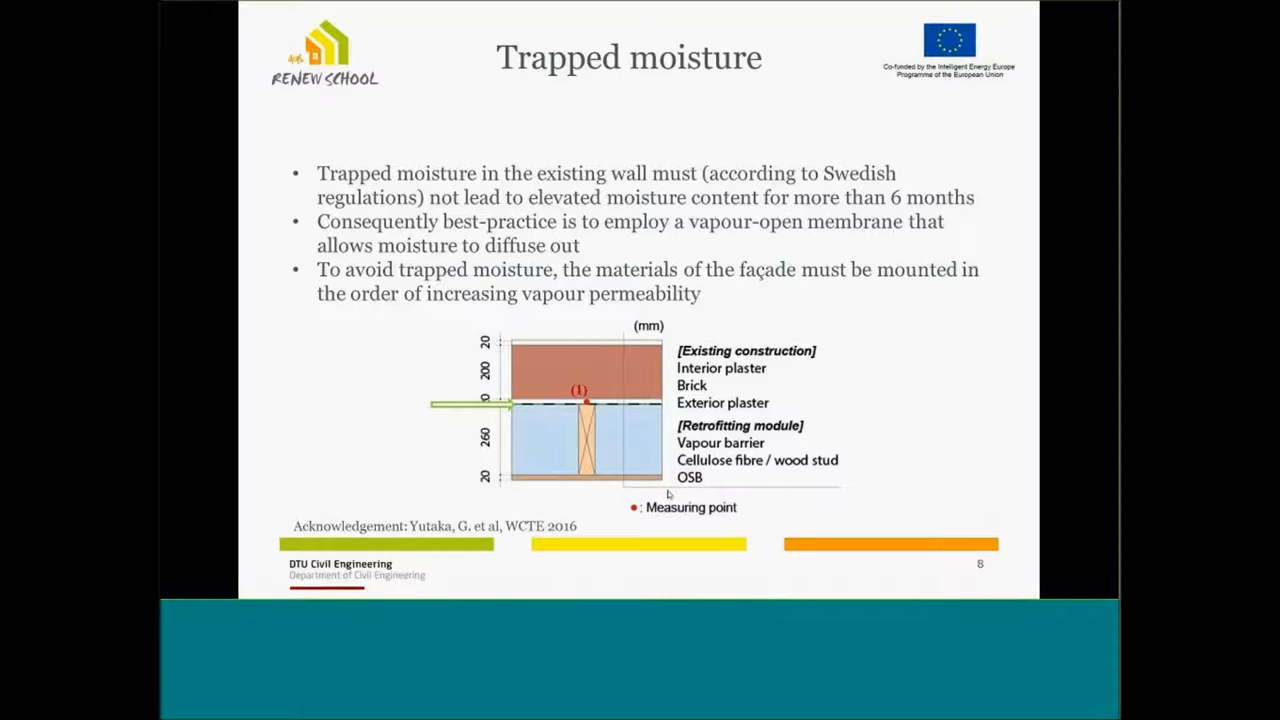 RENEW SCHOOL
Trapped moisture
Co-funded by the Intelligent Energy Europe
Programme of the European Union
• Trapped moisture in the existing wall must (according to Swedish
regulations) not lead to elevated moisture content for more than 6 months
• Consequently best-practice is to employ a vapour-open membrane that
allows moisture to diffuse out
• To avoid trapped moisture, the materials of the façade must be mounted in
the order of increasing vapour permeability
(mm)
20
200
260
20
(1)
[Existing construction]
Interior plaster
Brick
Exterior plaster
[Retrofitting module]
Vapour barrier
Cellulose fibre / wood stud
OSB
: Measuring point
Acknowledgement: Yutaka, G. et al, WCTE 2016
DTU Civil Engineering
Department of Civil Engineering
8